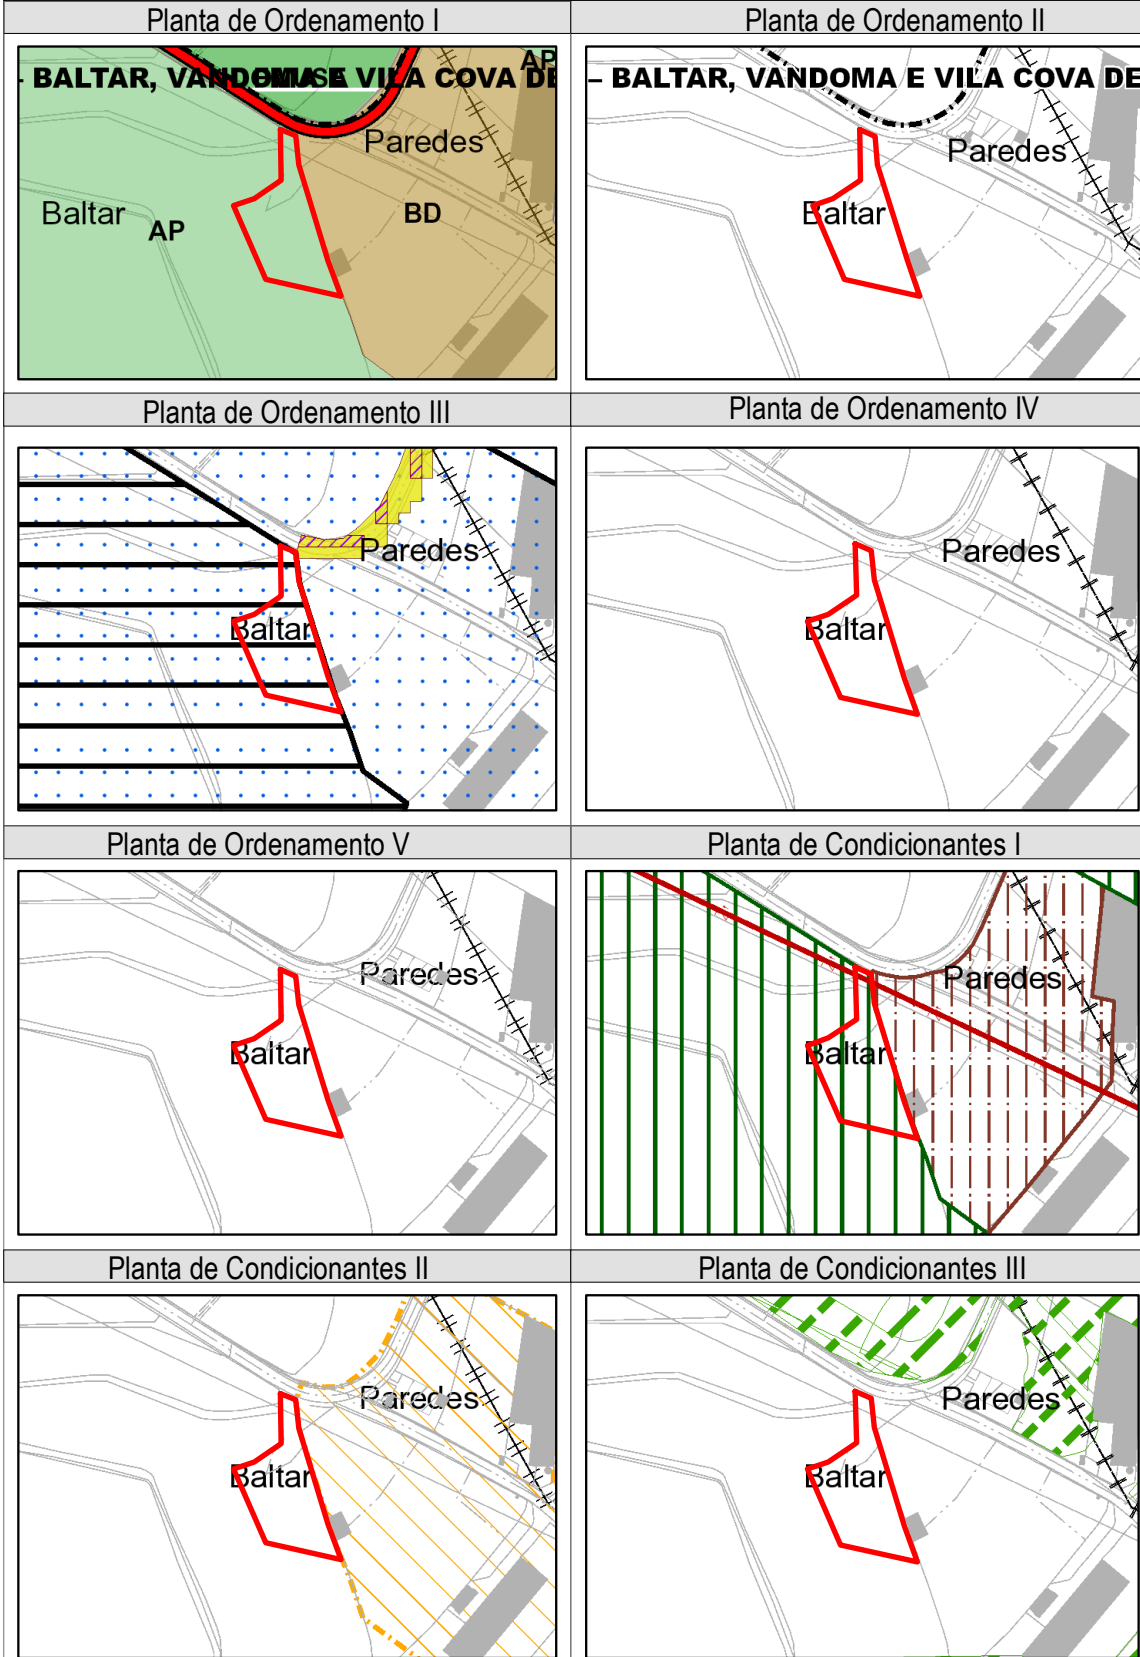 Planta de Ordenamento I
Planta de Ordenamento II
AP
- BALTAR, VANDOMA E VILA COVA DE
– BALTAR, VANDOMA E VILA COVA DE
Paredes
Paredes
Baltar
AP
BD
Baltar
Planta de Ordenamento III
Planta de Ordenamento IV
Paredes
Paredes
Baltar
Baltar
Planta de Ordenamento V
Planta de Condicionantes I
Paredes
Paredes
Baltar
Baltar
Planta de Condicionantes II
Planta de Condicionantes III
Paredes
Paredes
Baltar
Baltar